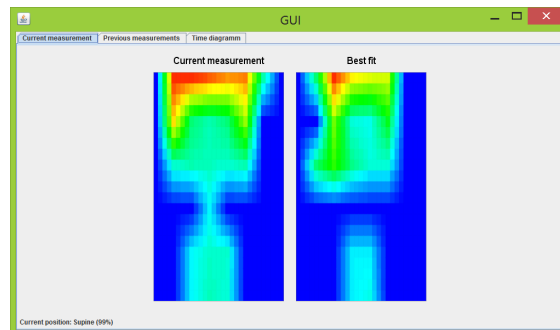 GUI
Current measurement Previous measurements Time diagramm
Current measurement Best fit
Current position: Supine (99%)